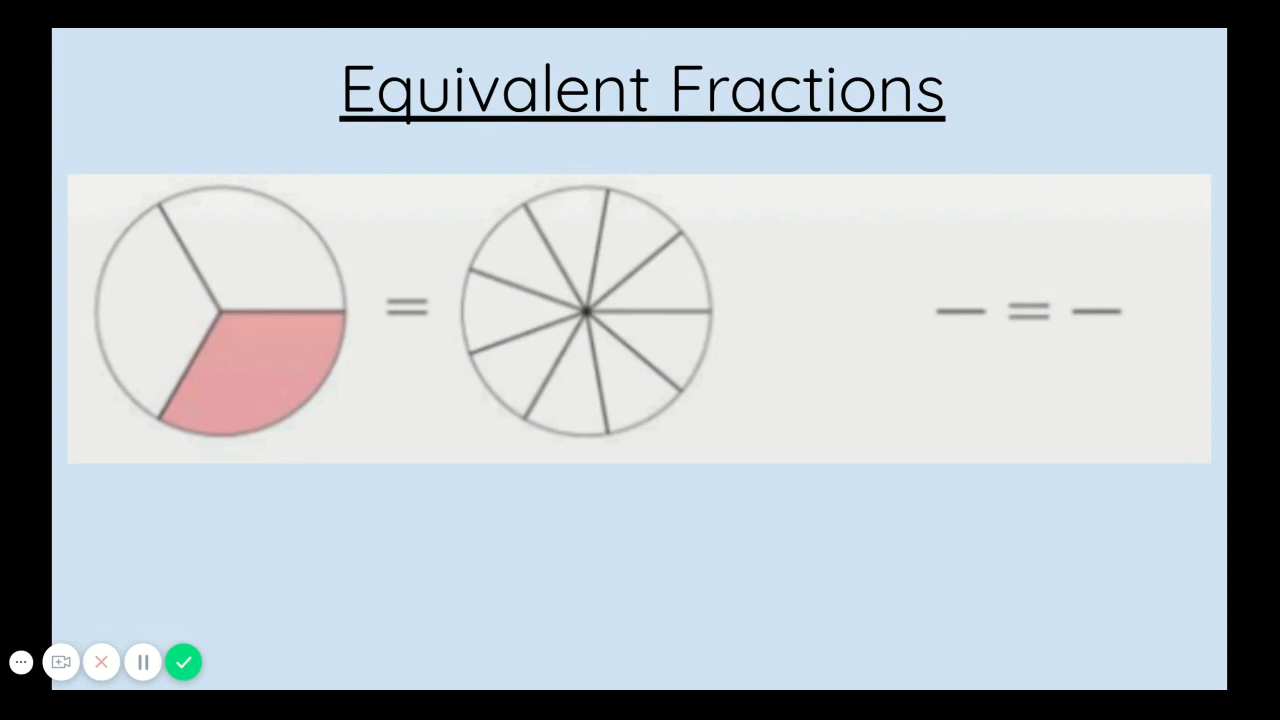 Equivalent Fractions
=
— = —